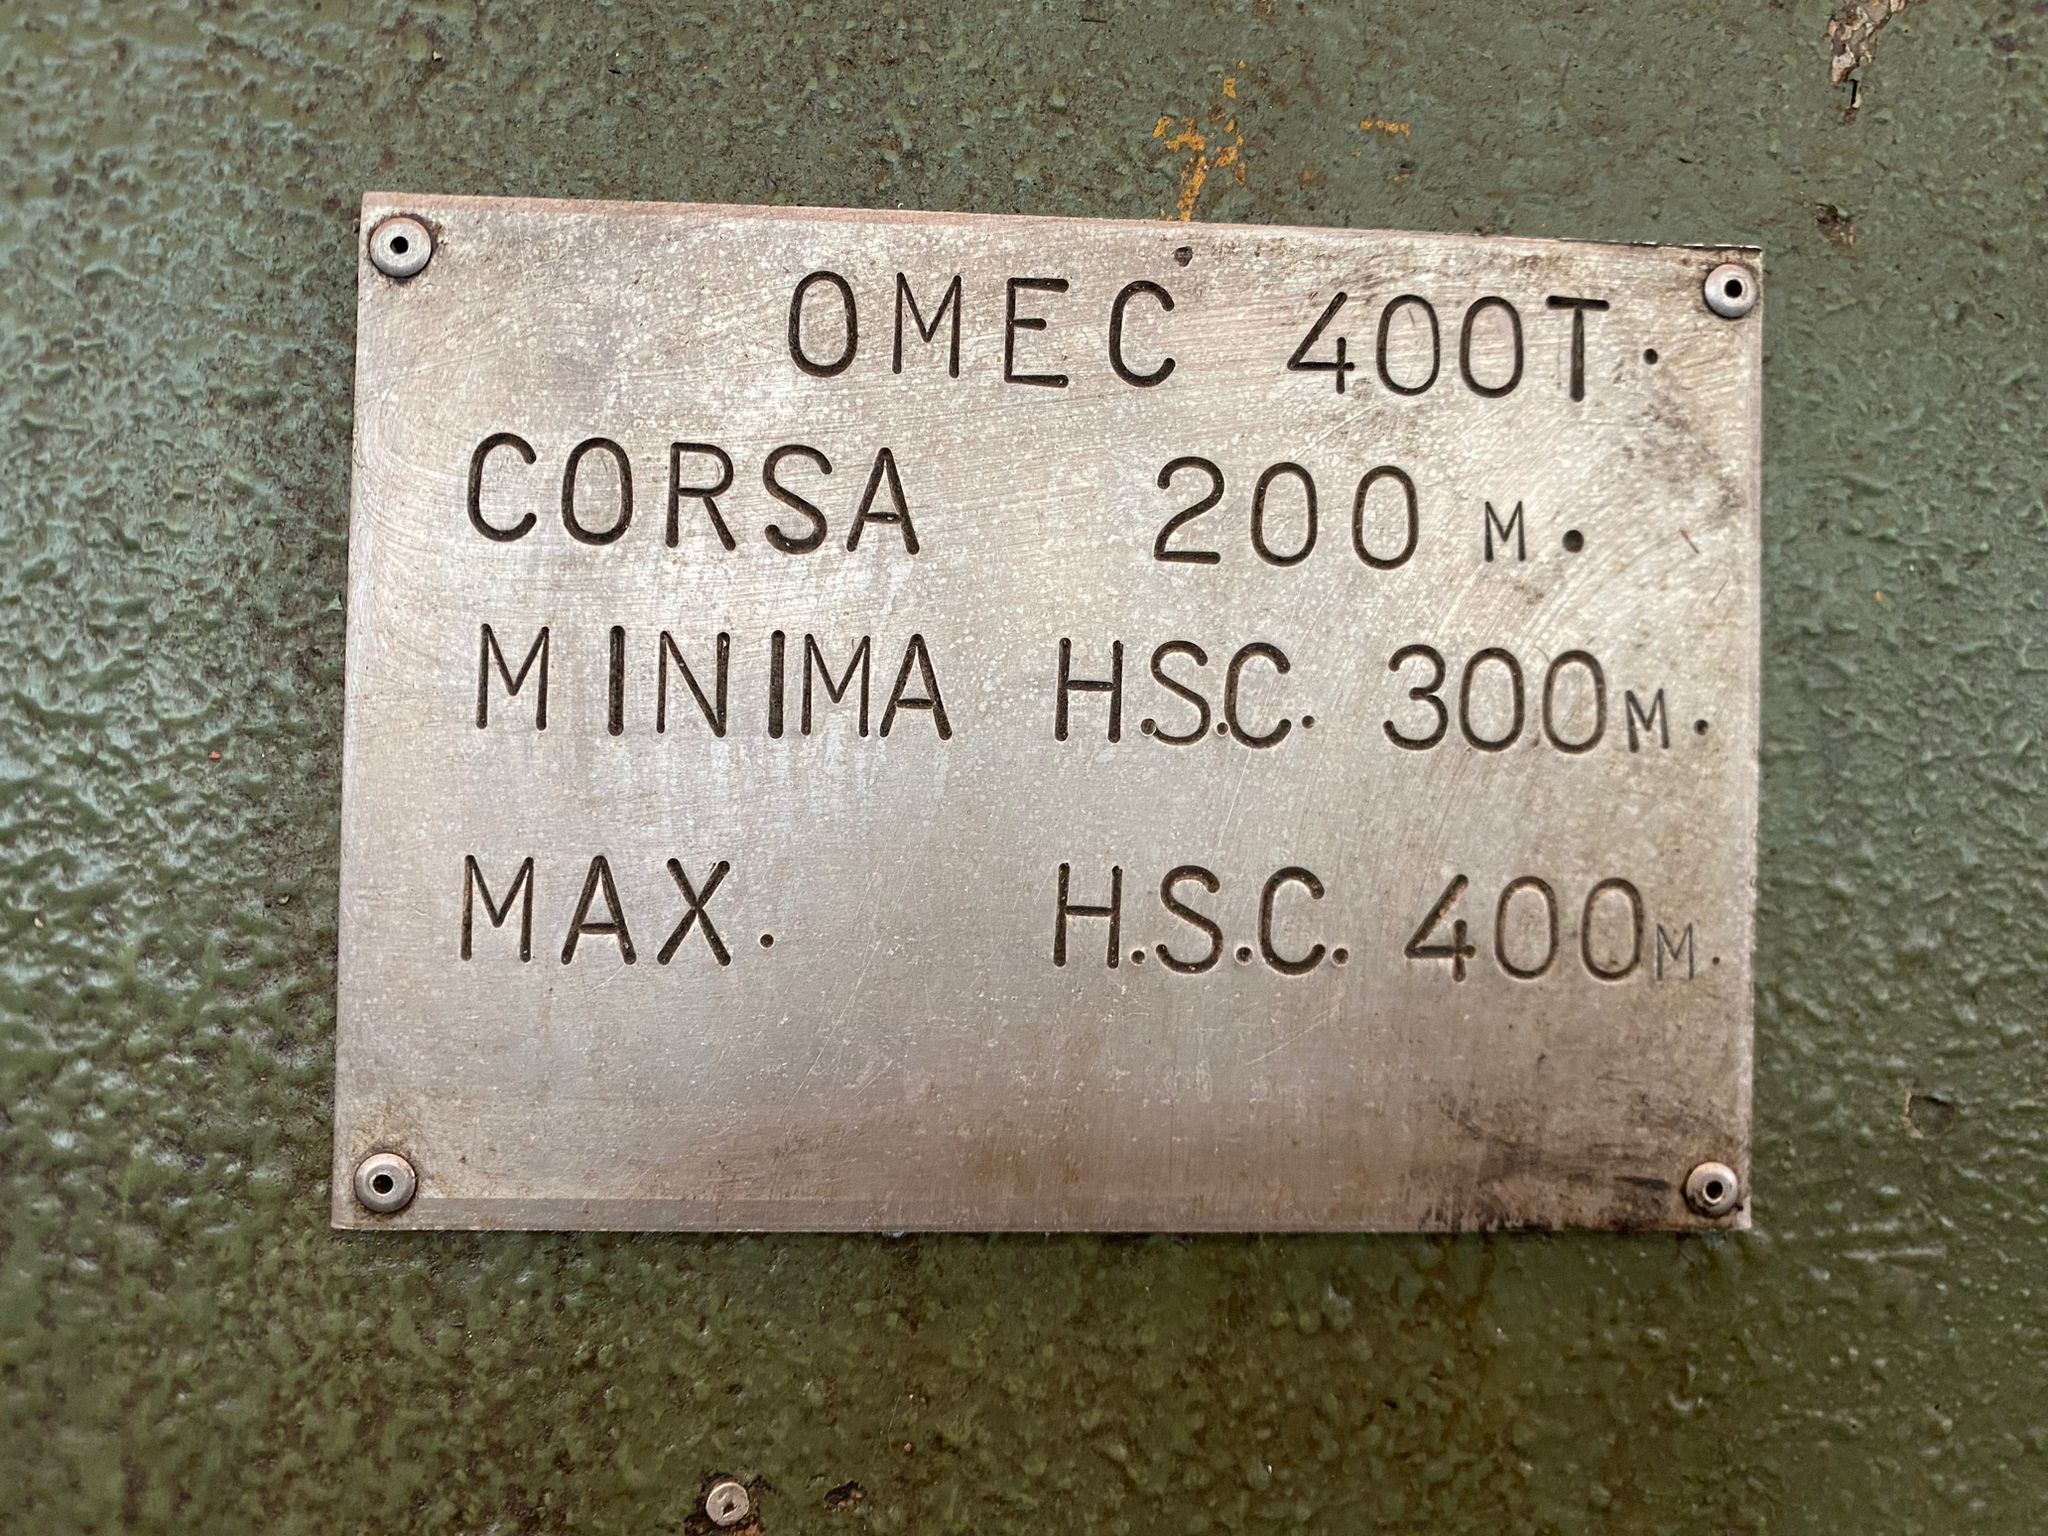 OMEC 400T.
CORSA 200 M.
MINIMA H.S.C. 300M.
MAX. H.S.C. 400M.